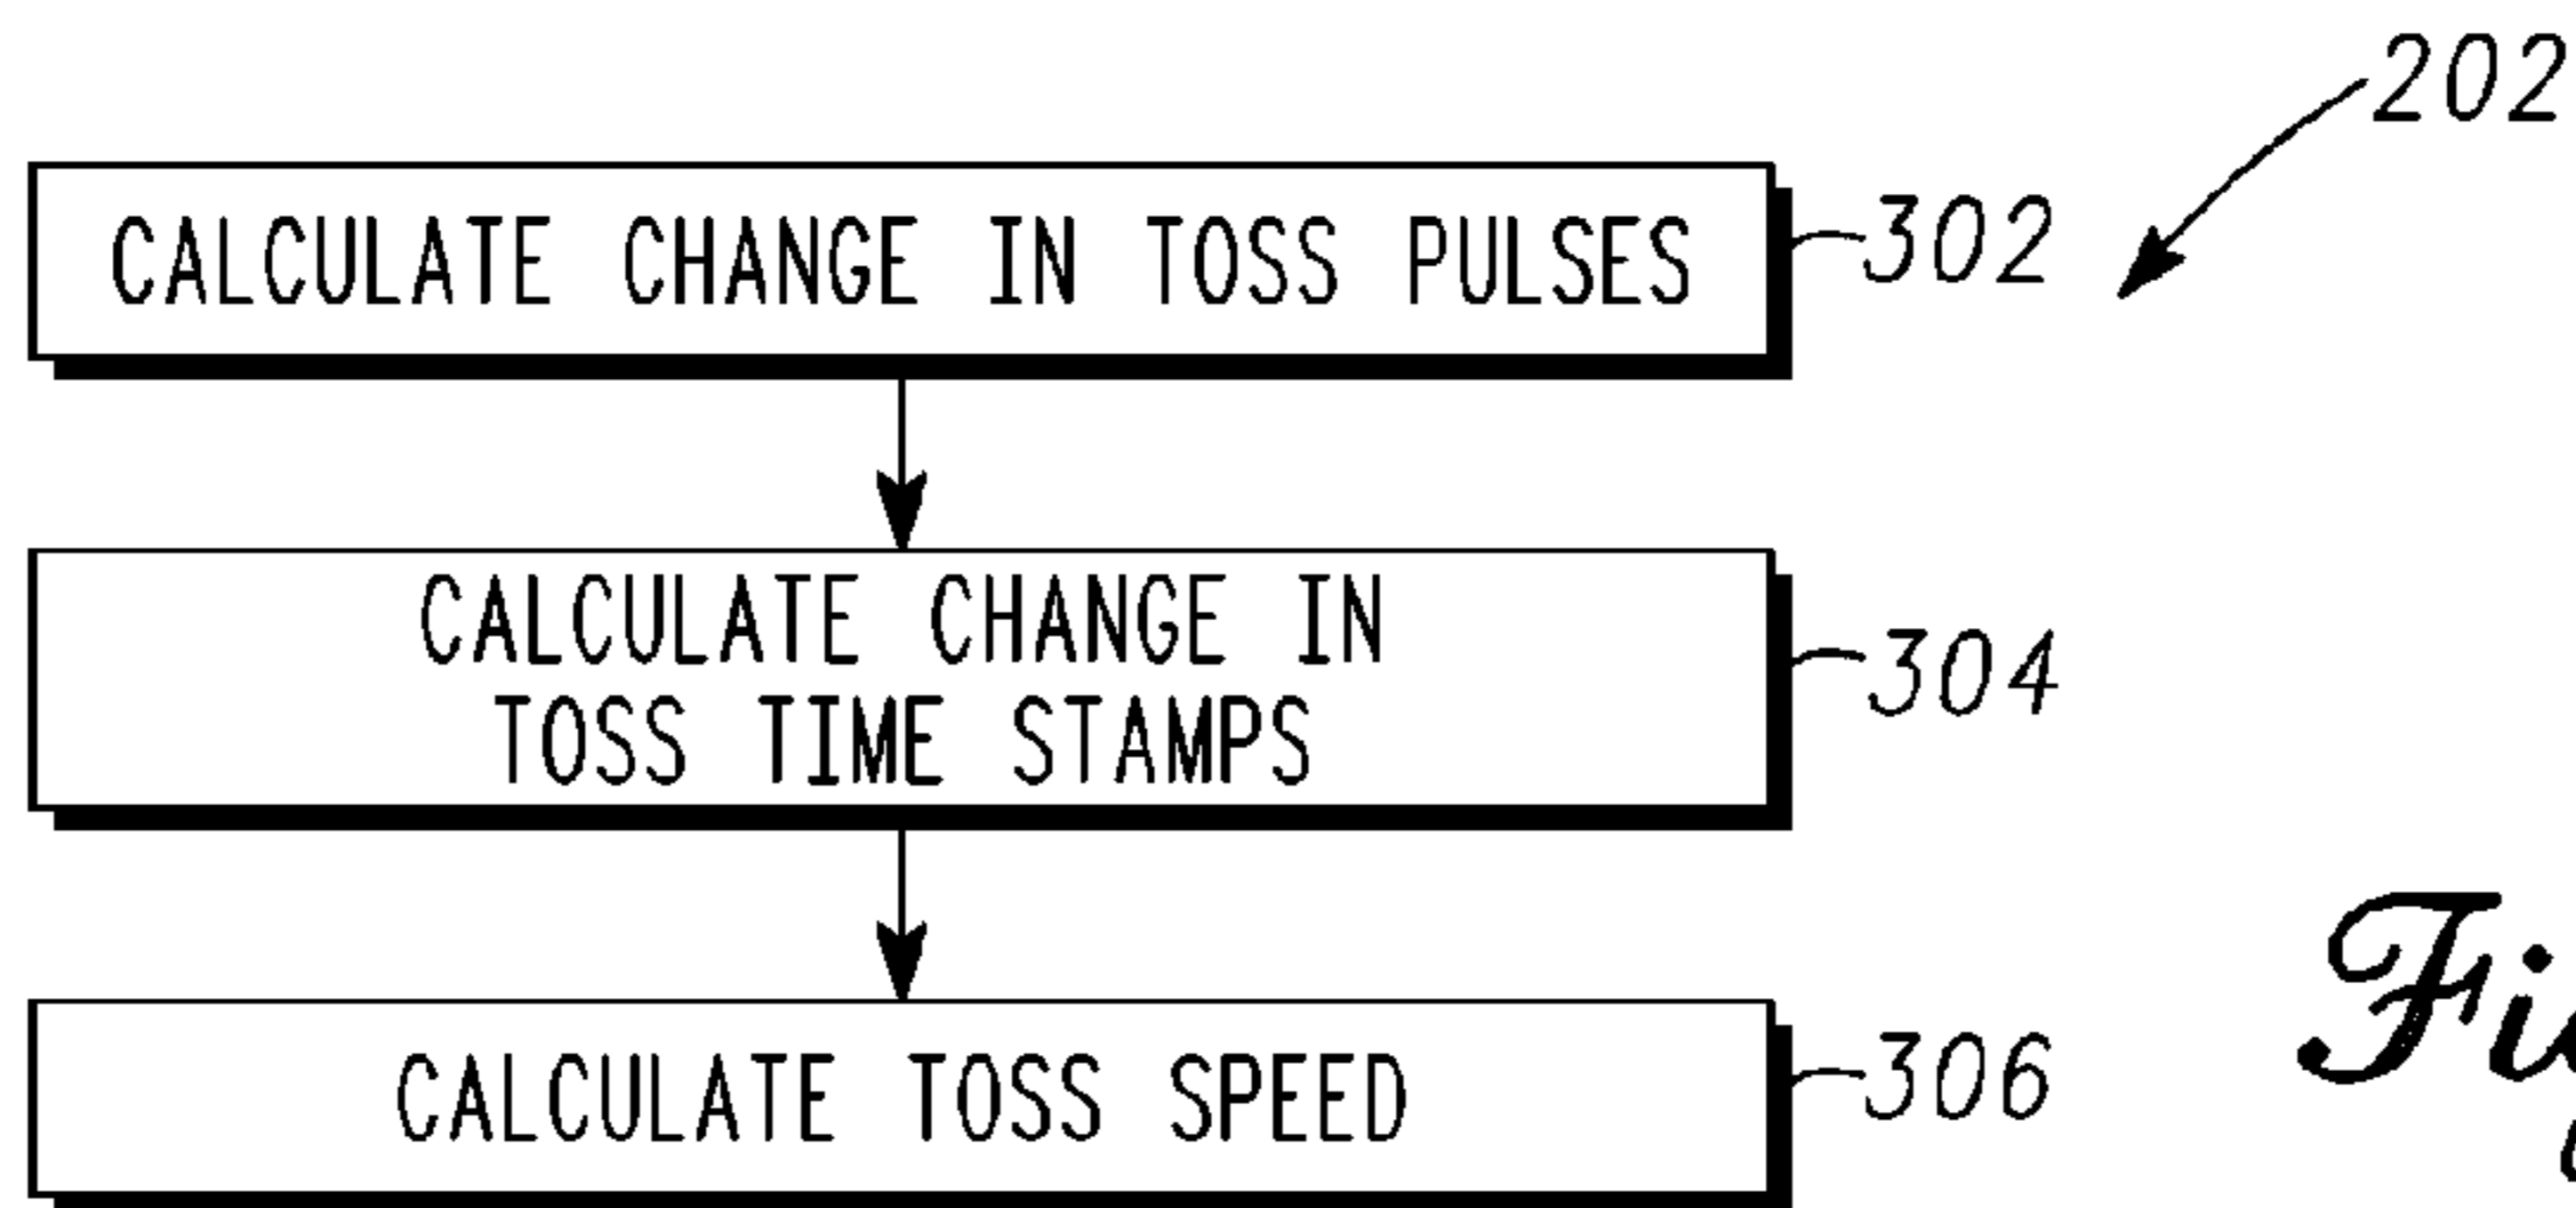 202
CALCULATE CHANGE IN TOSS PULSES
302
CALCULATE CHANGE IN
TOSS TIME STAMPS
304
CALCULATE TOSS SPEED
306